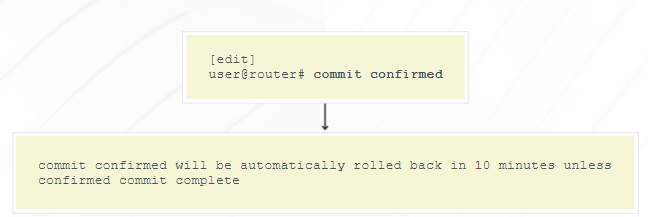 [edit]
user@router# commit confirmed
commit confirmed will be automatically rolled back in 10 minutes unless
confirmed commit complete